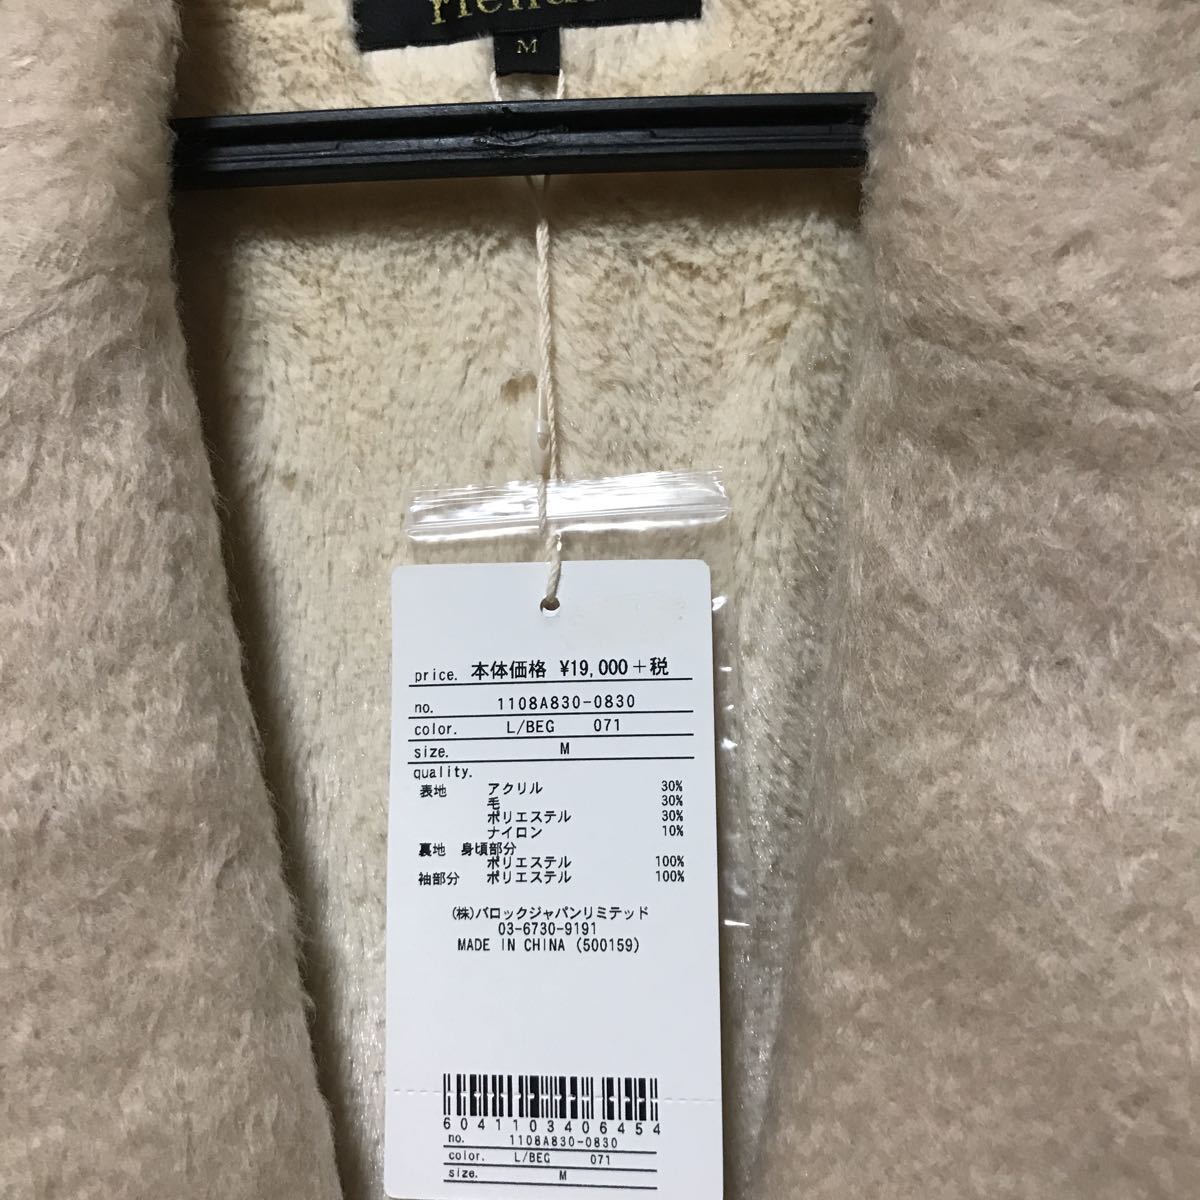 M
price. 本体価格 ¥19,000+税
no. 1108A830-0830
color. L/BEG 071
size. M
quality.
表地 アクリル 30%
毛 30%
ポリエステル 30%
ナイロン 10%
裏地 身頃部分
ポリエステル 100%
袖部分 ポリエステル 100%
(株)バロックジャパンリミテッド
03-6730-9191
MADE IN CHINA (500159)
6041103406454
no. 1108A830-0830
color. L/BEG 071
size. M